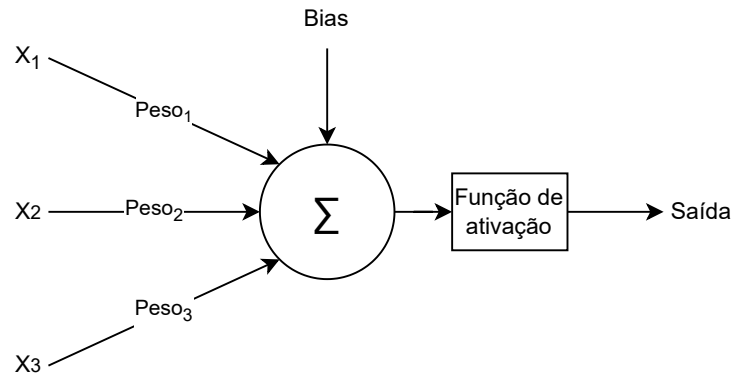 Bias
X₁
Peso₁
X2
Peso₂
∑
Função de
ativação
Saída
Peso₃
X3